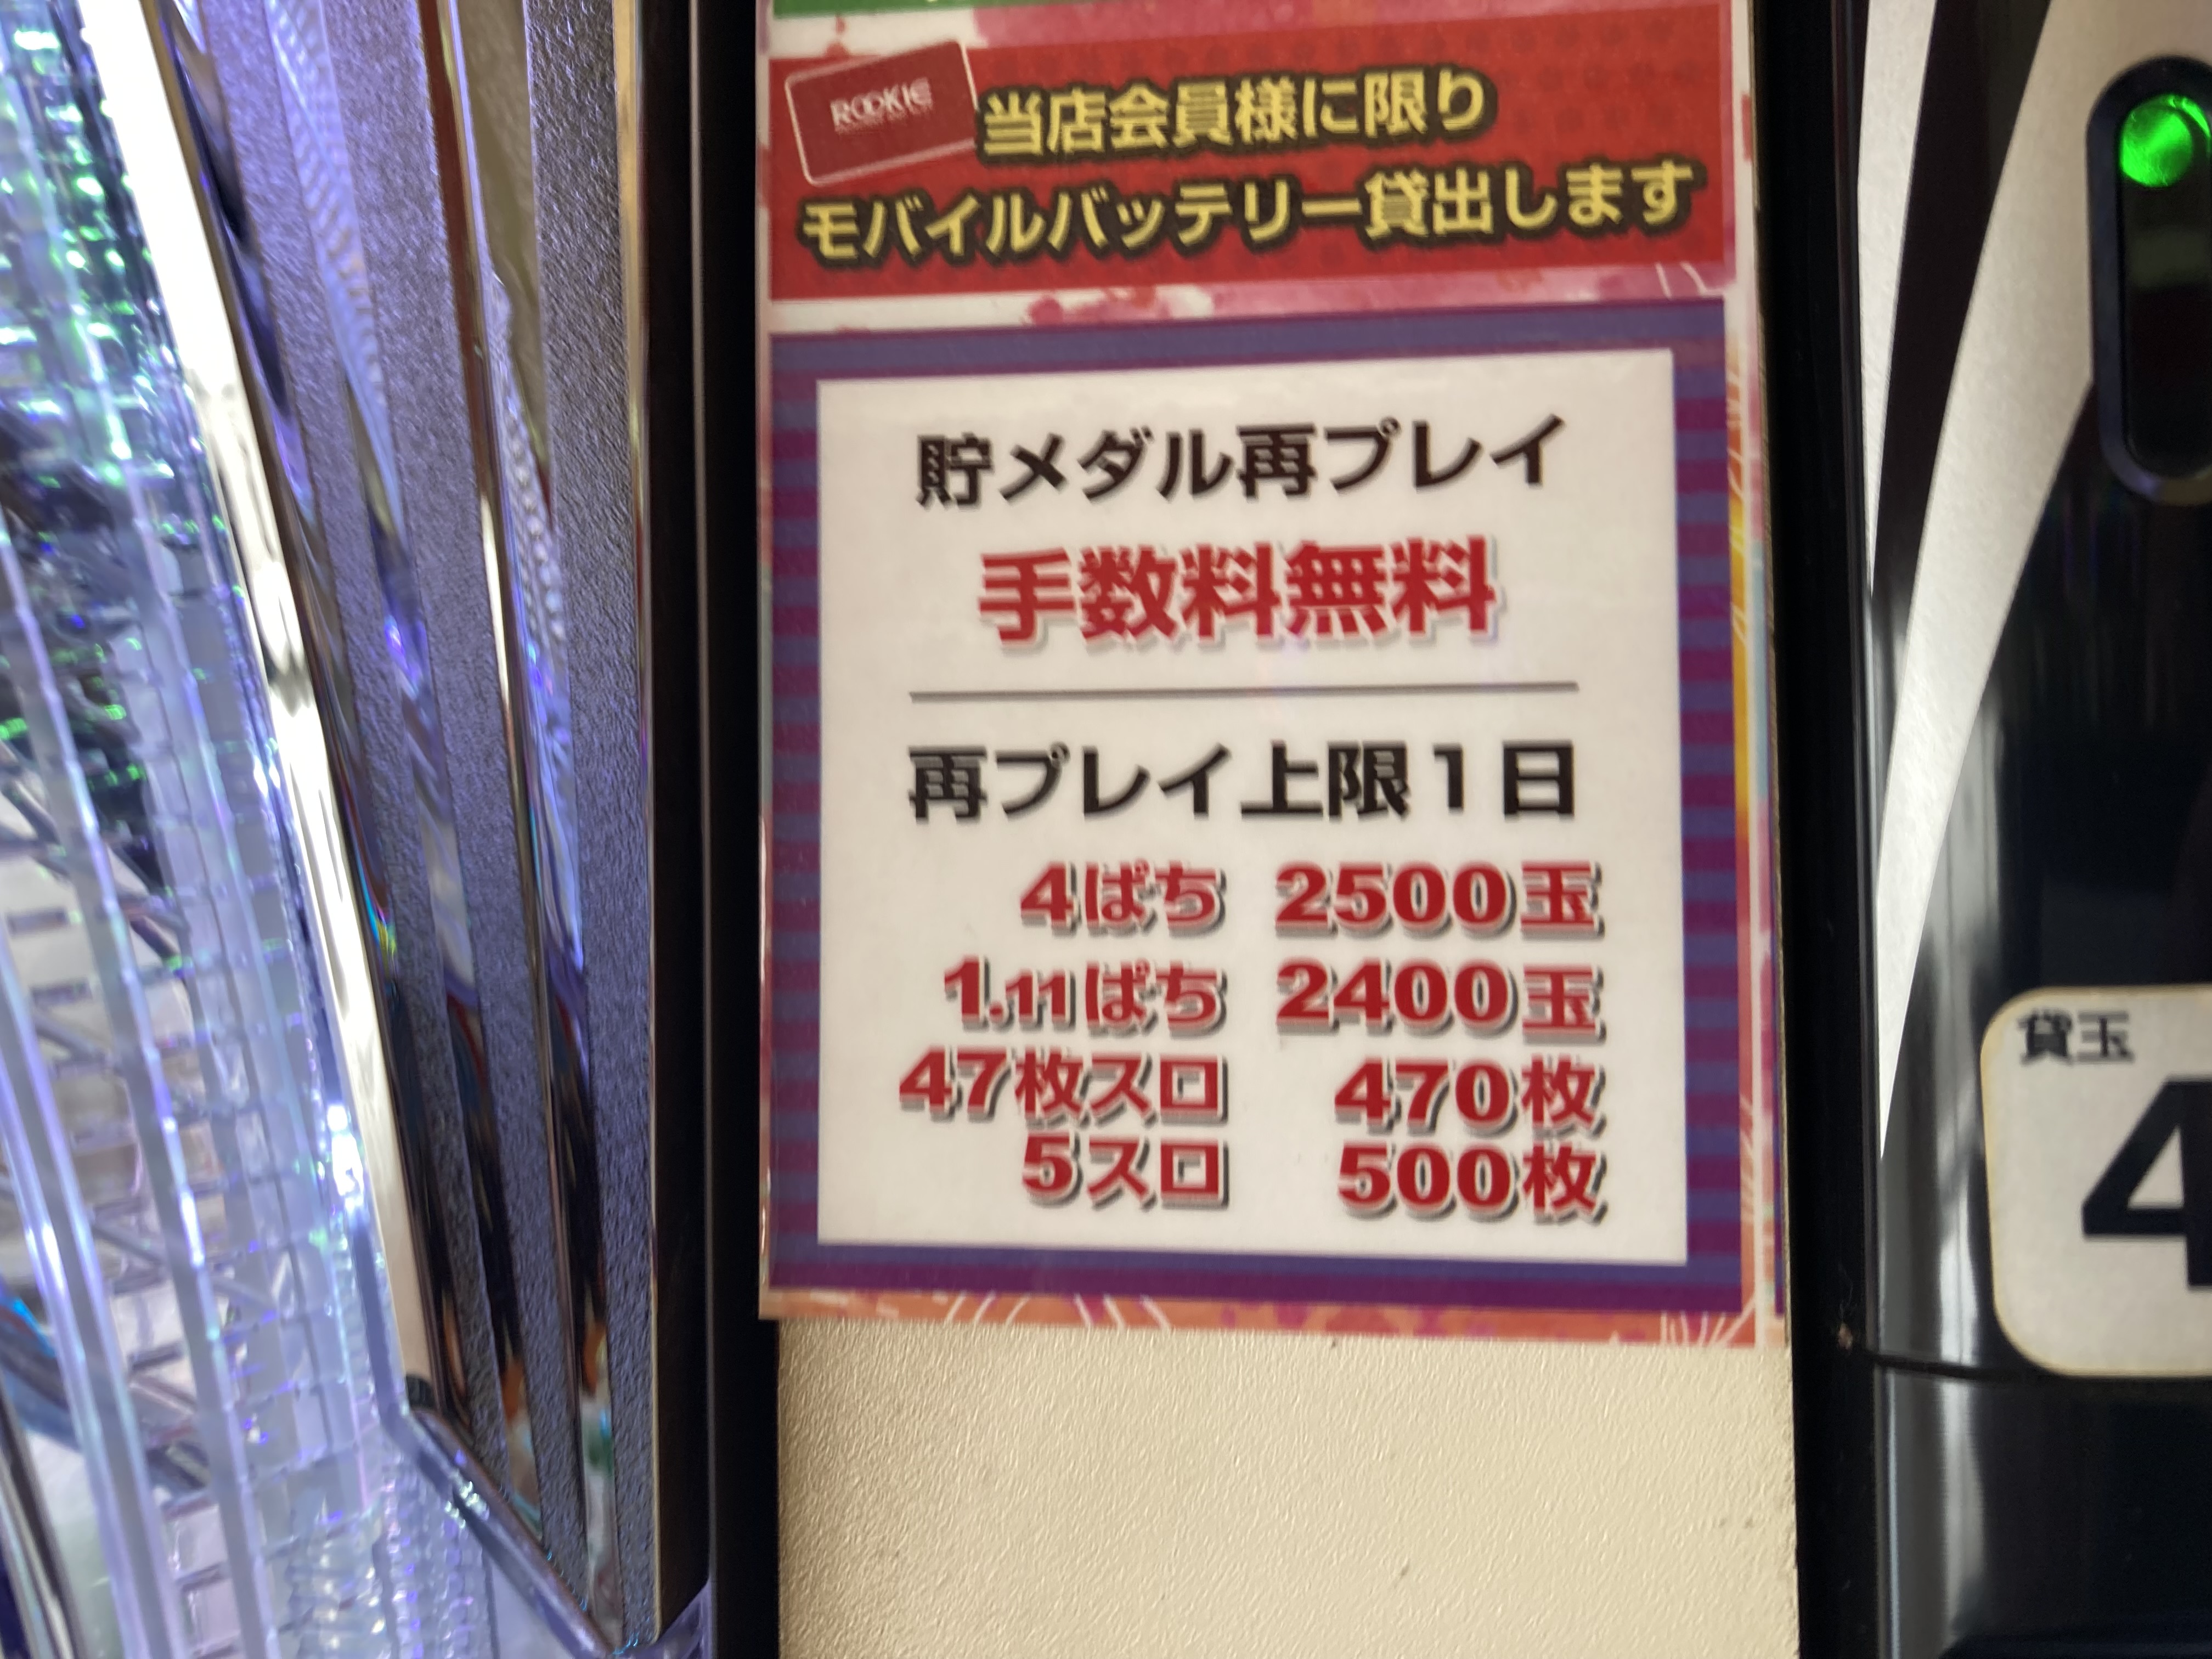 ROOKIE
当店会員様に限り
モバイルバッテリー貸出します
貯メダル再プレイ
手数料無料
再プレイ上限1日
4ぱち 2500玉
1.11ぱち 2400玉
47枚スロ 470枚
5スロ 500枚
貸玉
4